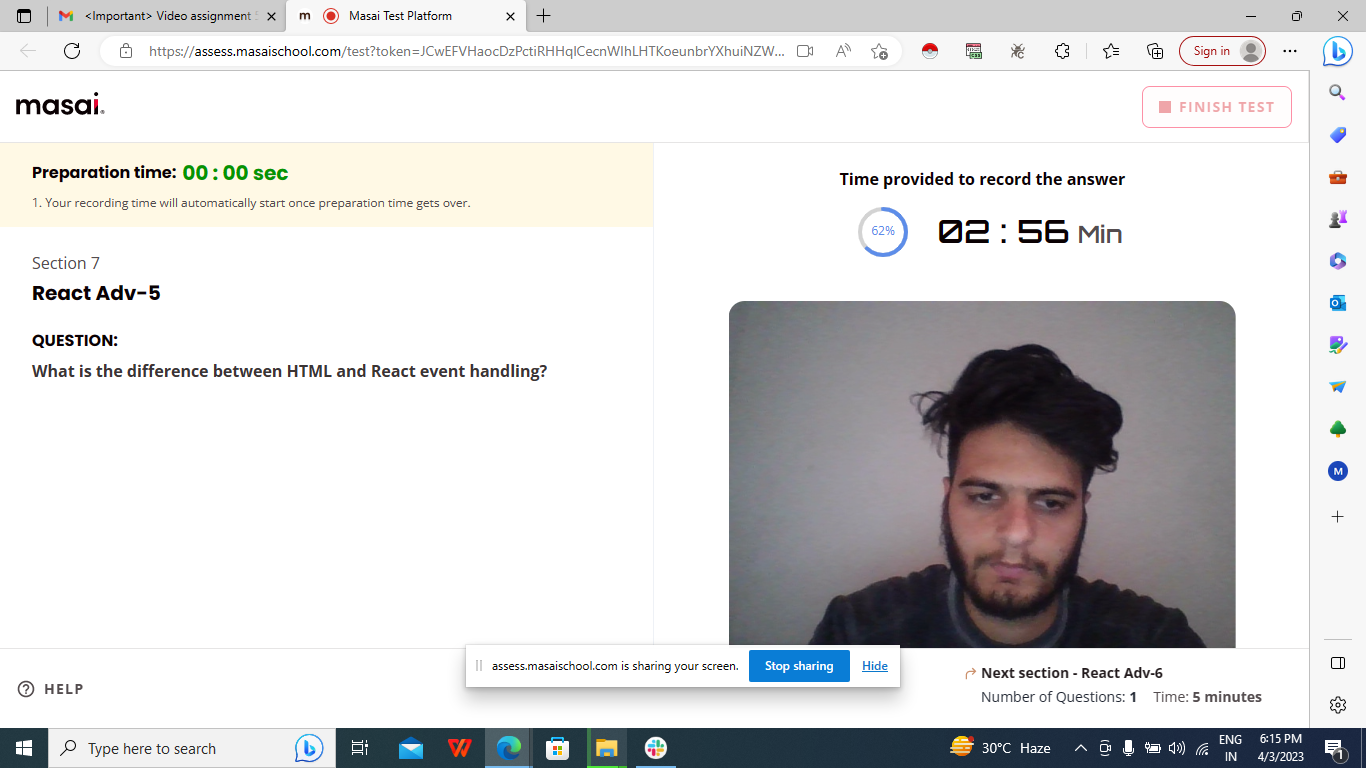 <Important> Video assignment
Masai Test Platform
https://assess.masaischool.com/test?token=JCwEFVHaocDzPctiRHHqlCecnWIhLHTKoeunbrYXhuiNZW...
Sign in
masai.
FINISH TEST
Preparation time: 00 : 00 sec
1. Your recording time will automatically start once preparation time gets over.
Time provided to record the answer
62%
02 : 56 Min
Section 7
React Adv-5
QUESTION:
What is the difference between HTML and React event handling?
M
assess.masaischool.com is sharing your screen.
Stop sharing
Hide
HELP
Next section - React Adv-6
Number of Questions: 1 Time: 5 minutes
Type here to search
30°C Haze
ENG
IN
6:15 PM
4/3/2023
1